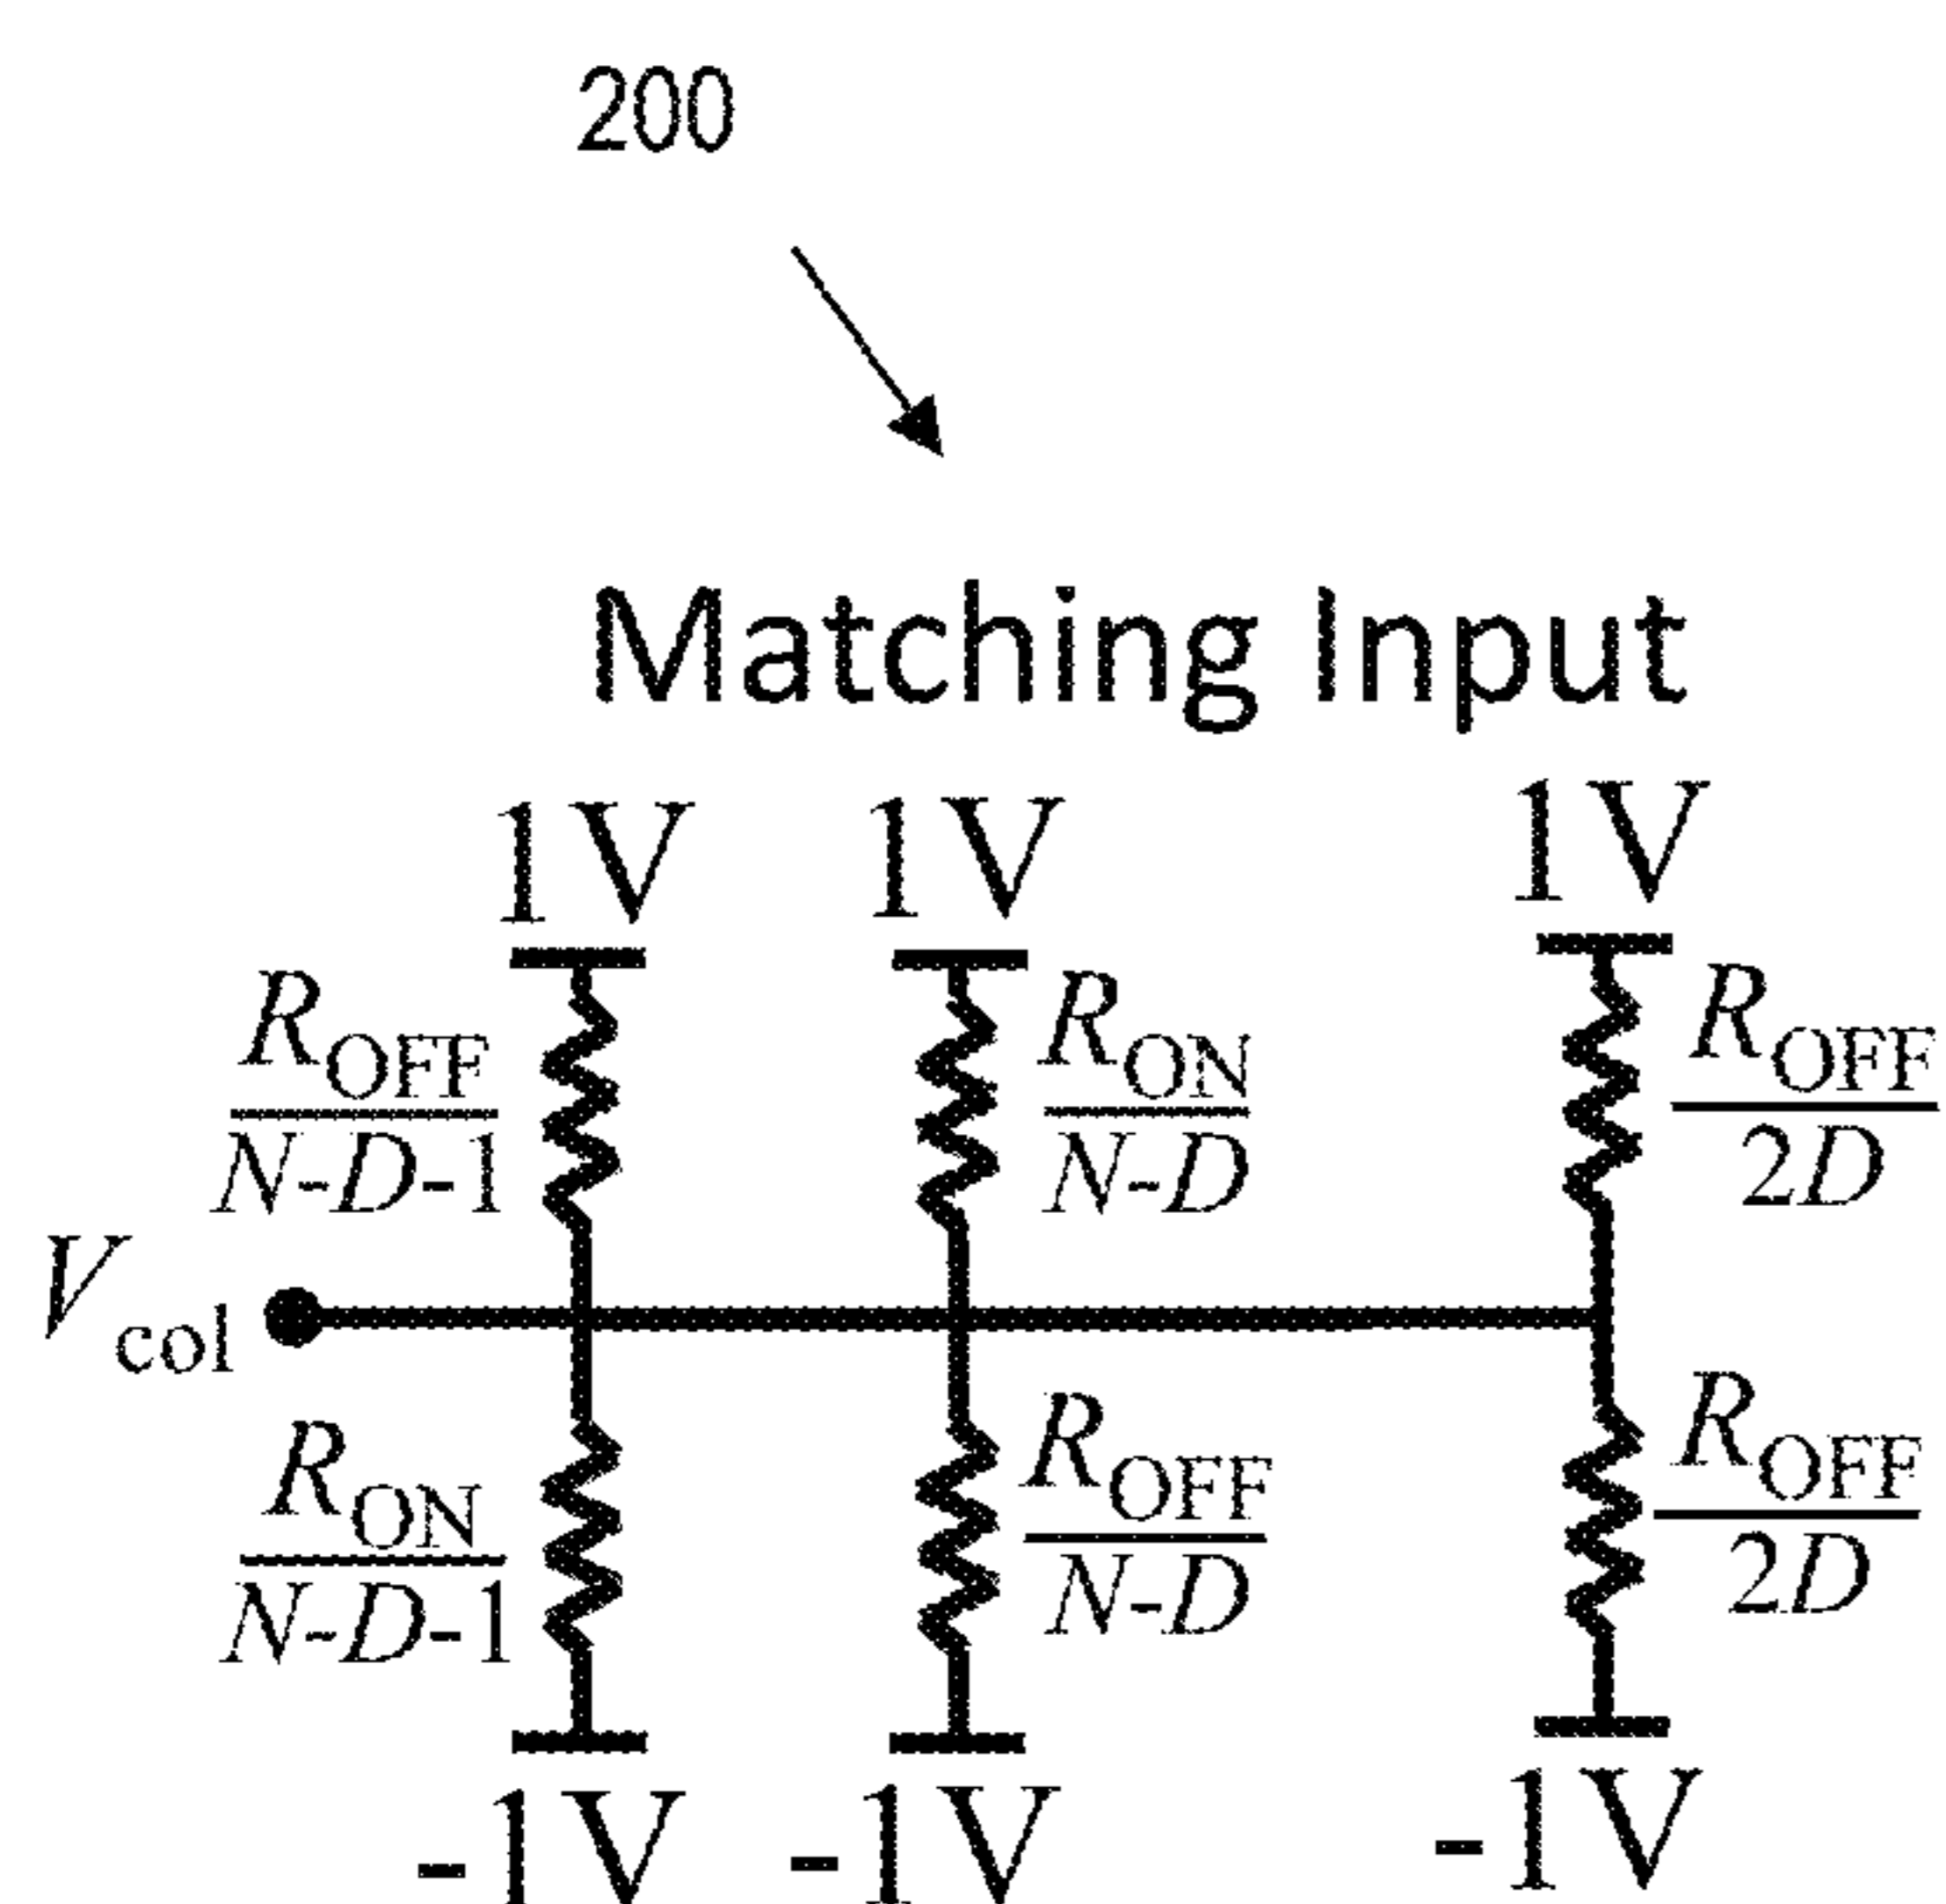 200
Matching Input
1V 1V 1V
R_OFF R_ON R_OFF
N-D-1 N-D 2D
V_col
R_ON R_OFF R_OFF
N-D-1 N-D 2D
-1V -1V -1V